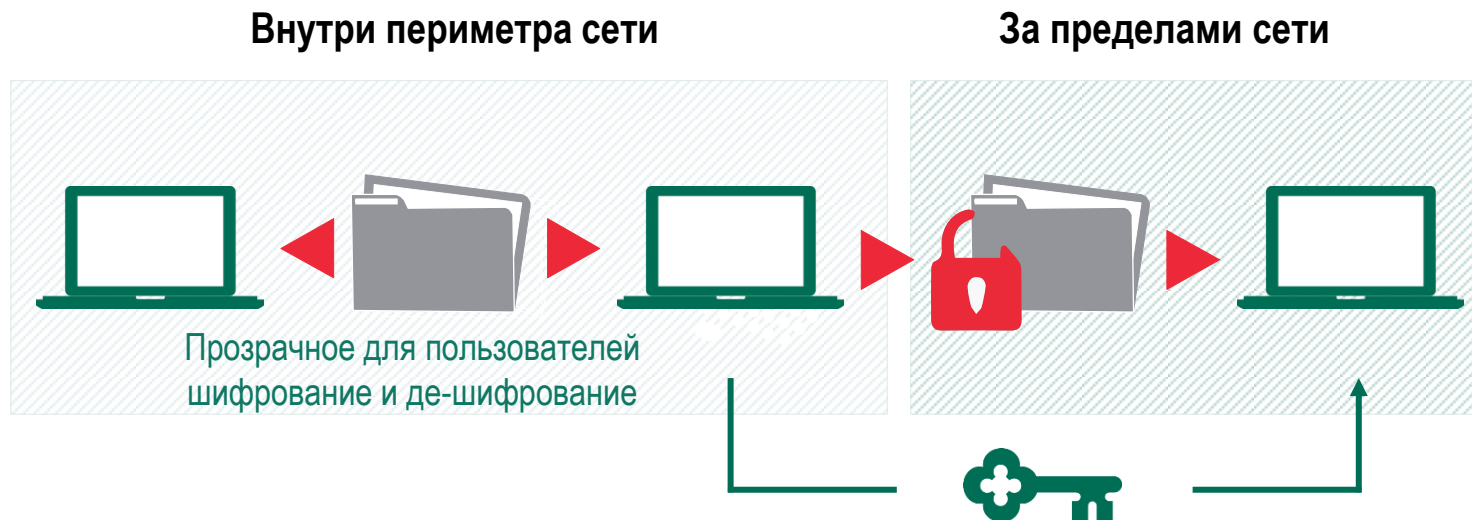 Внутри периметра сети
За пределами сети
Прозрачное для пользователей
шифрование и де-шифрование